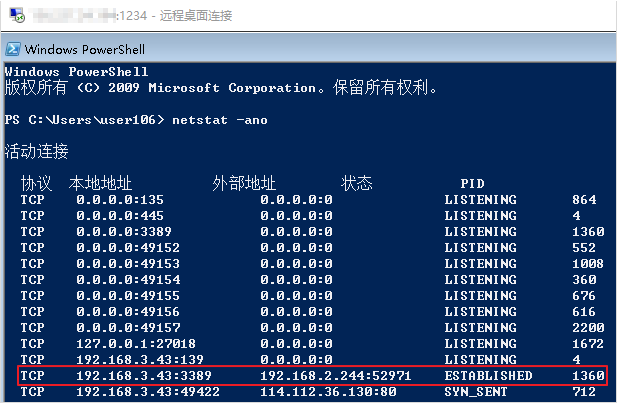 :1234 - 远程桌面连接
Windows PowerShell
Windows PowerShell
版权所有 (C) 2009 Microsoft Corporation。保留所有权利。
PS C:\Users\user106> netstat -ano
活动连接
协议 本地地址 外部地址 状态 PID
TCP 0.0.0.0:135 0.0.0.0:0 LISTENING 864
TCP 0.0.0.0:445 0.0.0.0:0 LISTENING 4
TCP 0.0.0.0:3389 0.0.0.0:0 LISTENING 1360
TCP 0.0.0.0:49152 0.0.0.0:0 LISTENING 552
TCP 0.0.0.0:49153 0.0.0.0:0 LISTENING 1008
TCP 0.0.0.0:49154 0.0.0.0:0 LISTENING 360
TCP 0.0.0.0:49155 0.0.0.0:0 LISTENING 676
TCP 0.0.0.0:49156 0.0.0.0:0 LISTENING 616
TCP 0.0.0.0:49157 0.0.0.0:0 LISTENING 2200
TCP 127.0.0.1:27018 0.0.0.0:0 LISTENING 1672
TCP 192.168.3.43:139 0.0.0.0:0 LISTENING 4
TCP 192.168.3.43:3389 192.168.2.244:52971 ESTABLISHED 1360
TCP 192.168.3.43:49422 114.112.36.130:80 SYN_SENT 712